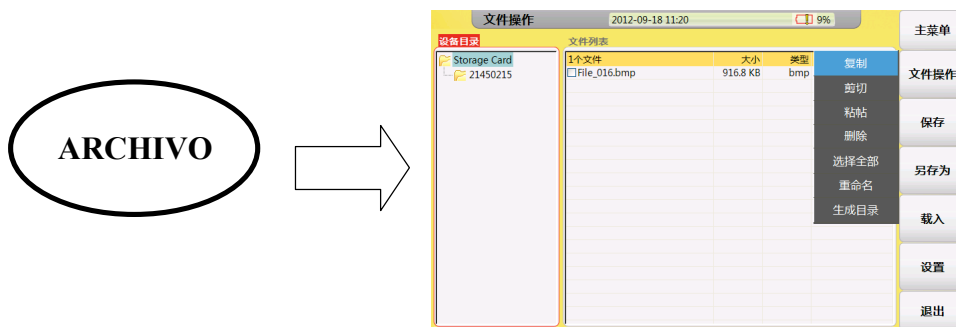 ARCHIVO
文件操作
2012-09-18 11:20
9%
设备目录
文件列表
Storage Card
21450215
1个文件 大小 类型
File_016.bmp 916.8 KB bmp
复制
剪切
粘帖
删除
选择全部
重命名
生成目录
主菜单
文件操作
保存
另存为
载入
设置
退出